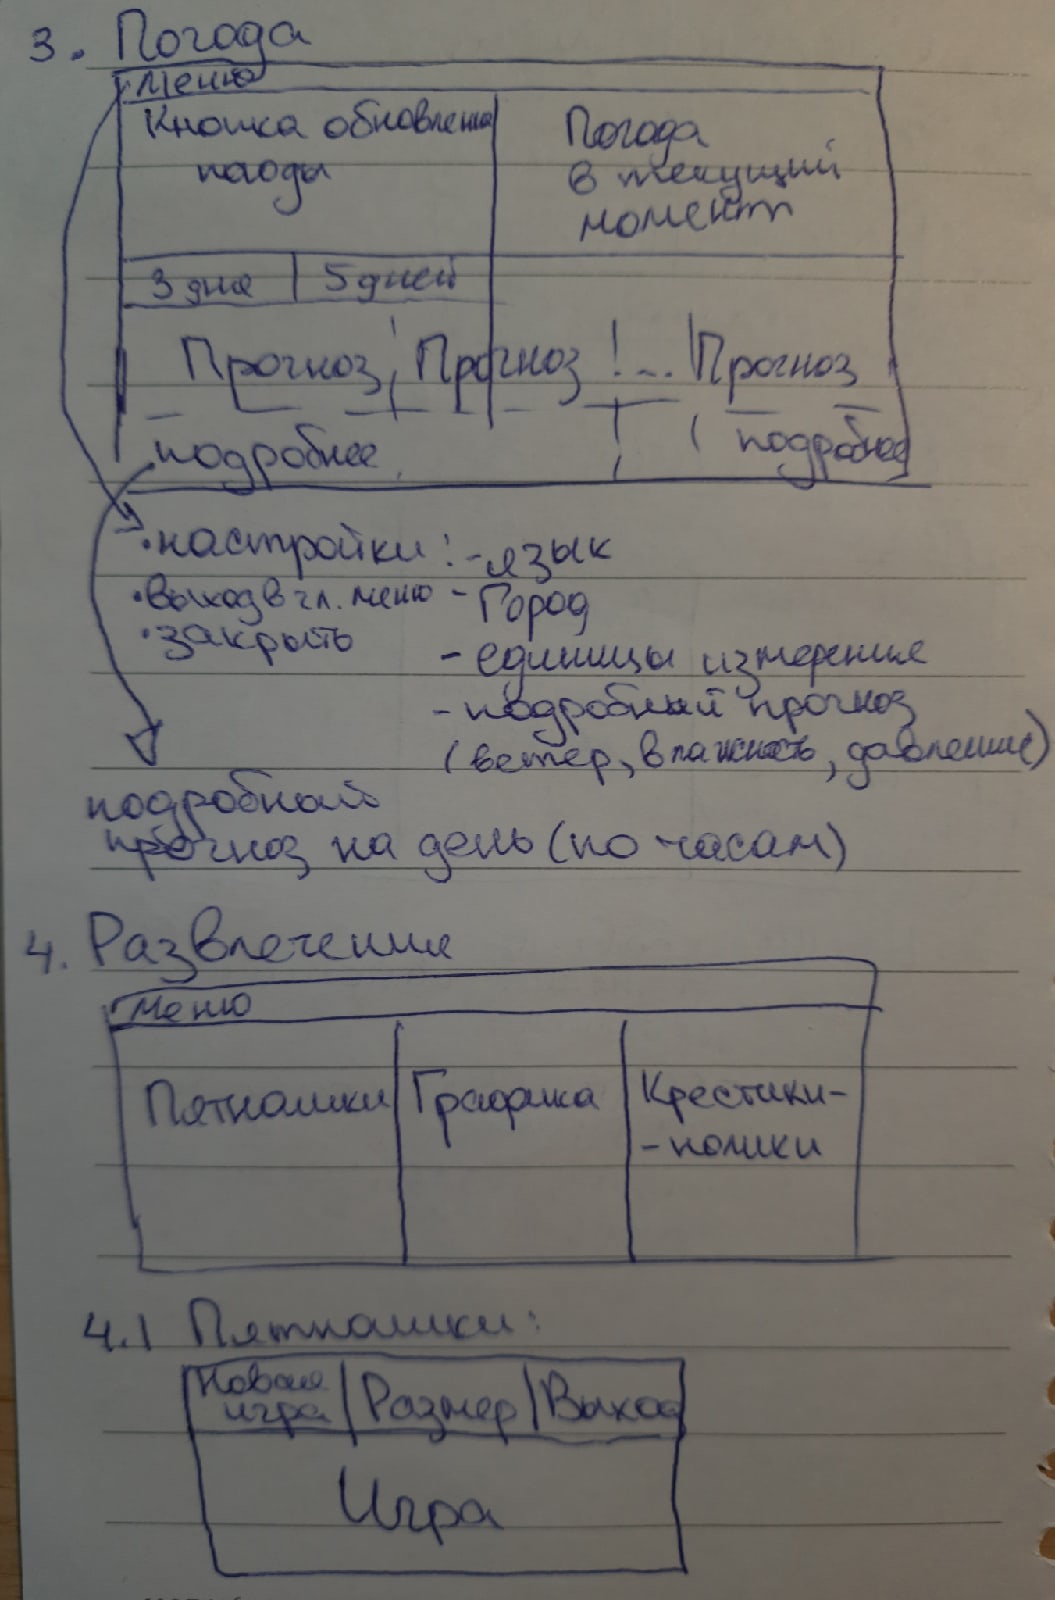 3. Погода
Меню
Кнопка обновления
погоды
Погода
в текущий
момент
3 дня | 5 дней
Прогноз Прогноз ... Прогноз
подробнее подробнее
• настройки: - язык
• выход в гл. меню - город
• закрыть
- единицы измерения
- подробный прогноз
(ветер, влажность, давление)
подробный
прогноз на день (по часам)
4. Развлечения
Меню
Пятнашки
Графика
Крестики-
-нолики
4.1 Пятнашки:
Новая
игра
Размер
Выход
Игра